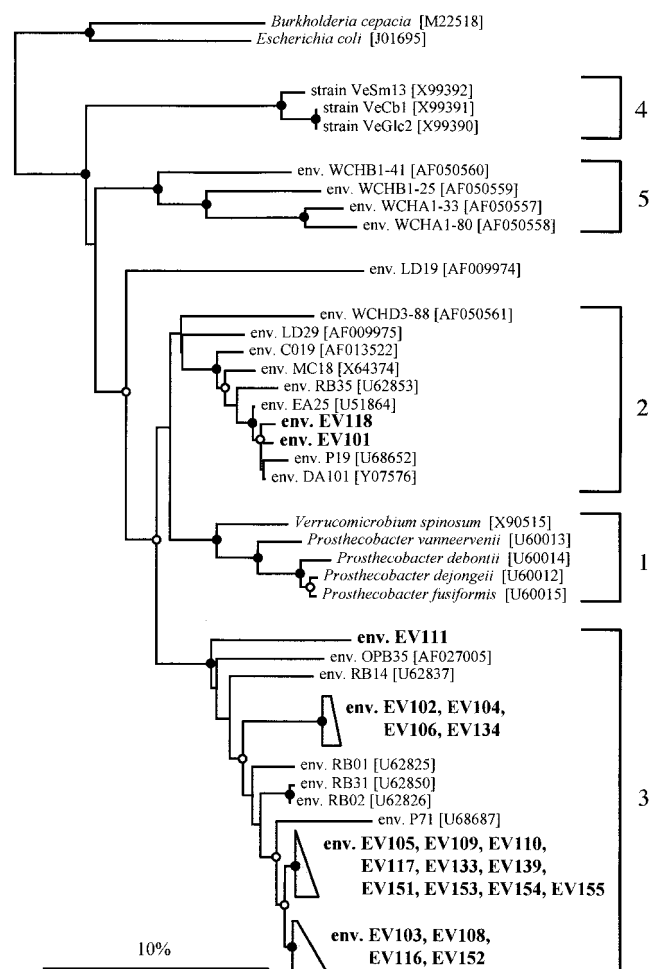 Burkholderia cepacia [M22518]
Escherichia coli [J01695]
strain VeSm13 [X99392]
strain VeCb1 [X99391]
strain VeGlc2 [X99390]
4
env. WCHB1-41 [AF050560]
env. WCHB1-25 [AF050559]
env. WCHA1-33 [AF050557]
env. WCHA1-80 [AF050558]
5
env. LD19 [AF009974]
env. WCHD3-88 [AF050561]
env. LD29 [AF009975]
env. C019 [AF013522]
env. MC18 [X64374]
env. RB35 [U62853]
env. EA25 [U51864]
env. EV118
env. EV101
env. P19 [U68652]
env. DA101 [Y07576]
2
Verrucomicrobium spinosum [X90515]
Prosthecobacter vanneervenii [U60013]
Prosthecobacter debontii [U60014]
Prosthecobacter dejongeii [U60012]
Prosthecobacter fusiformis [U60015]
1
env. EV111
env. OPB35 [AF027005]
env. RB14 [U62837]
env. EV102, EV104,
EV106, EV134
env. RB01 [U62825]
env. RB31 [U62850]
env. RB02 [U62826]
3
env. P71 [U68687]
env. EV105, EV109, EV110,
EV117, EV133, EV139,
EV151, EV153, EV154, EV155
env. EV103, EV108,
EV116, EV152
10%